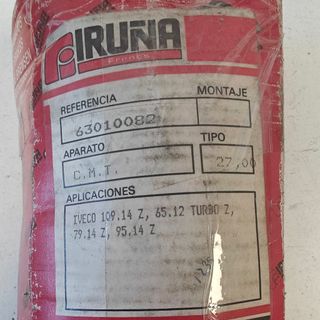 IRUÑA
Frenos
REFERENCIA MONTAJE
63010082
APARATO TIPO
C.M.T. 27,00
APLICACIONES
IVECO 109.14 Z, 65.12 TURBO Z,
79.14 Z, 95.14 Z